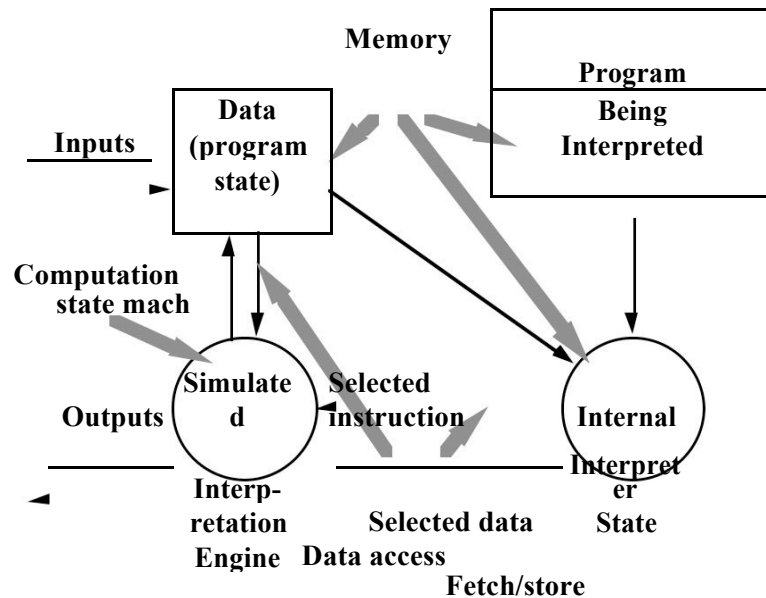 Memory
Program
Being
Interpreted
Data
(program
state)
Inputs
Computation
state mach
Simulate
d
Selected
instruction
Outputs
Internal
Interpret
er
State
Interp-
retation
Engine
Selected data
Data access
Fetch/store